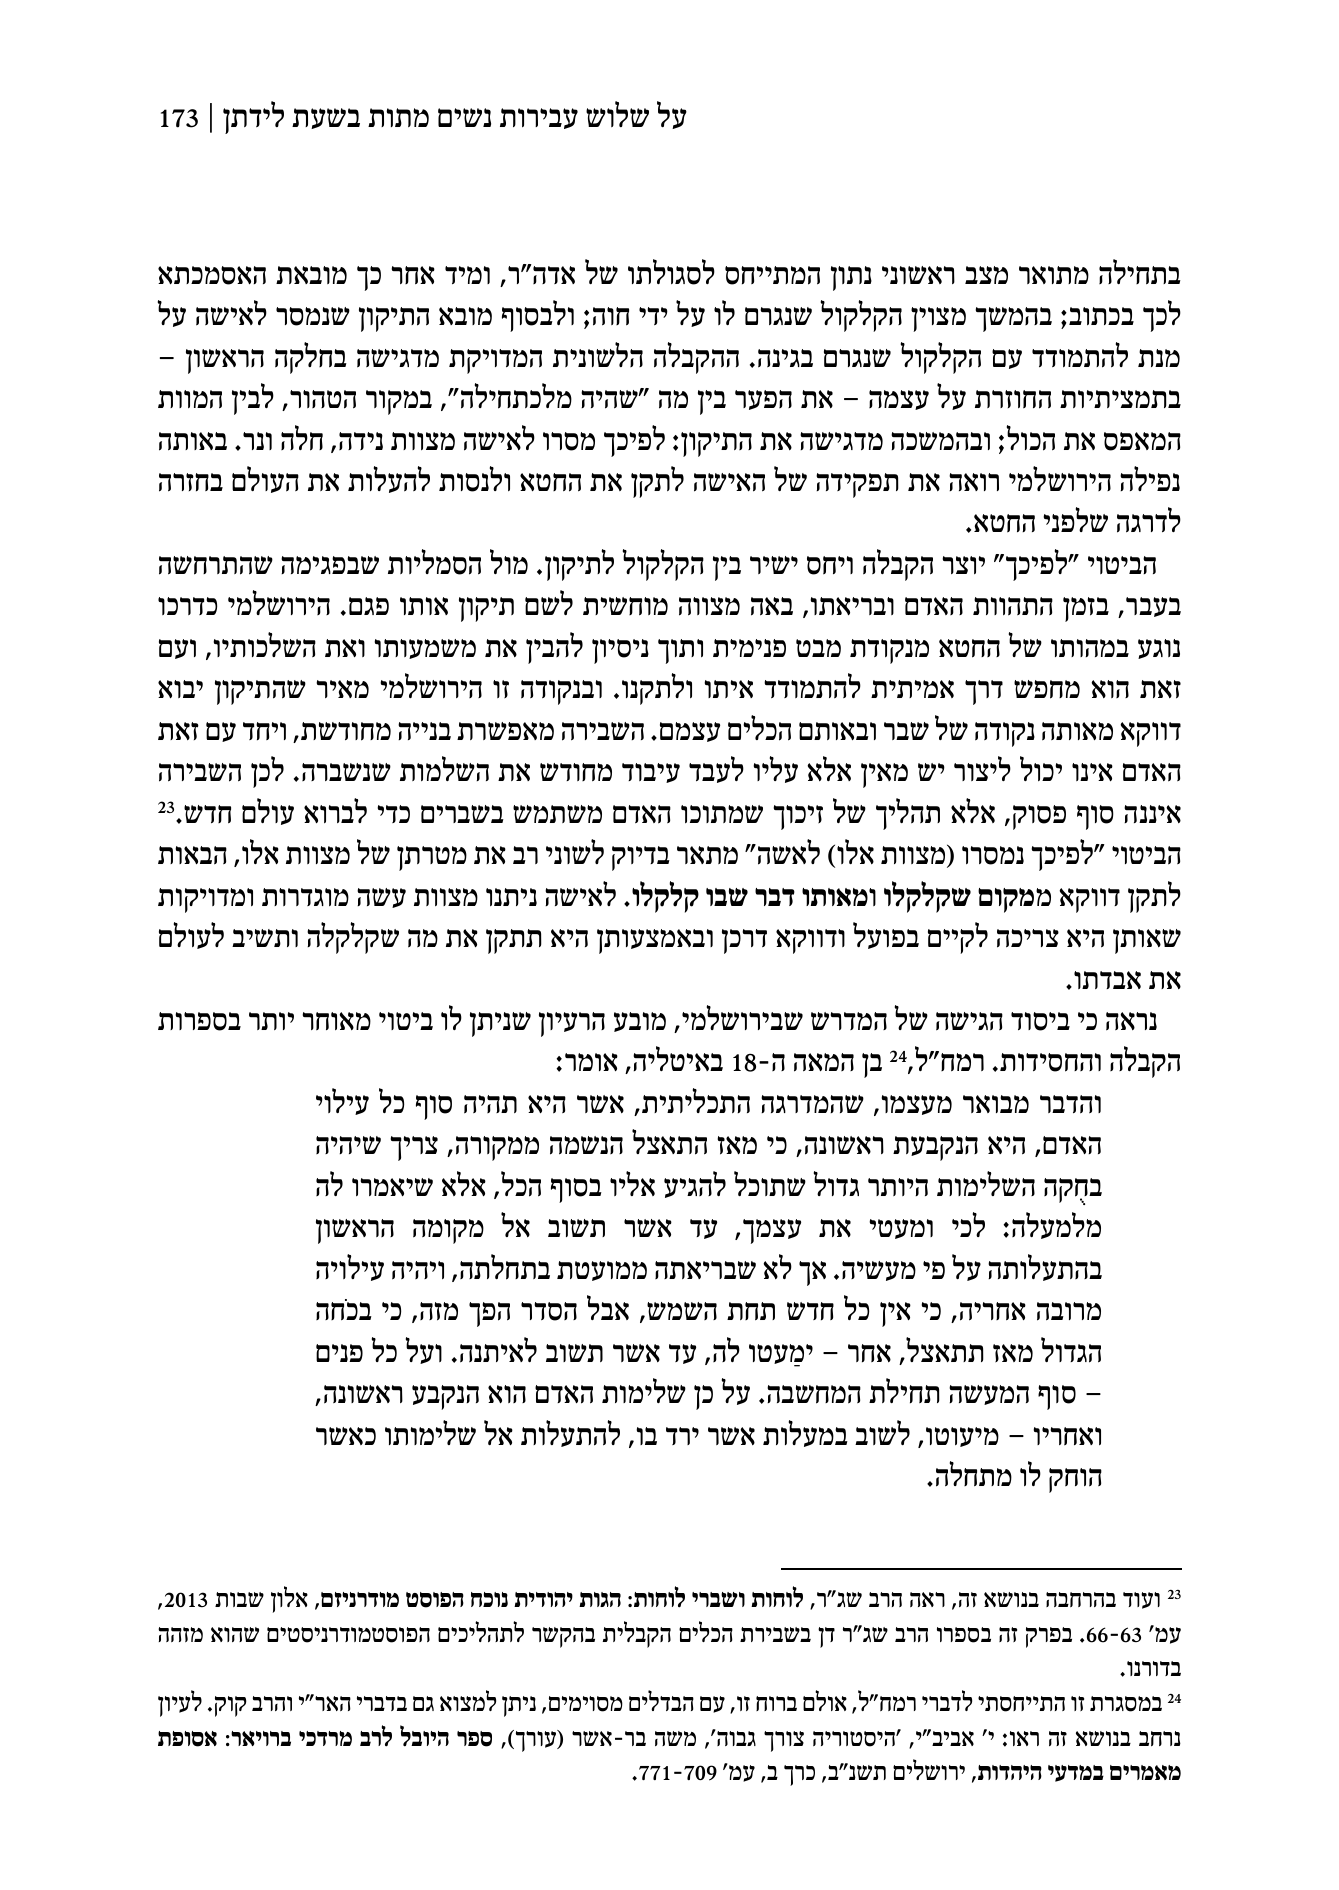 על שלוש עבירות נשים מתות בשעת לידתן | 173
בתחילה מתואר מצב ראשוני נתון המתייחס לסגולתו של אדה"ר, ומיד אחר כך מובאת האסמכתא
לכך בכתוב; בהמשך מצוין הקלקול שנגרם לו על ידי חוה; ולבסוף מובא התיקון שנמסר לאישה על
מנת להתמודד עם הקלקול שנגרם בגינה. ההקבלה הלשונית המדויקת מדגישה בחלקה הראשון –
בתמציתיות החוזרת על עצמה – את הפער בין מה "שהיה מלכתחילה", במקור הטהור, לבין המוות
המאפס את הכול; ובהמשכה מדגישה את התיקון: לפיכך מסרו לאישה מצוות נידה, חלה ונר. באותה
נפילה הירושלמי רואה את תפקידה של האישה לתקן את החטא ולנסות להעלות את העולם בחזרה
לדרגה שלפני החטא.
הביטוי "לפיכך" יוצר הקבלה ויחס ישיר בין הקלקול לתיקון. מול הסמליות שבפגימה שהתרחשה
בעבר, בזמן התהוות האדם ובריאתו, באה מצווה מוחשית לשם תיקון אותו פגם. הירושלמי כדרכו
נוגע במהותו של החטא מנקודת מבט פנימית ותוך ניסיון להבין את משמעותו ואת השלכותיו, ועם
זאת הוא מחפש דרך אמיתית להתמודד איתו ולתקנו. ובנקודה זו הירושלמי מאיר שהתיקון יבוא
דווקא מאותה נקודה של שבר ובאותם הכלים עצמם. השבירה מאפשרת בנייה מחודשת, ויחד עם זאת
האדם אינו יכול ליצור יש מאין אלא עליו לעבד עיבוד מחודש את השלמות שנשברה. לכן השבירה
איננה סוף פסוק, אלא תהליך של זיכוך שמתוכו האדם משתמש בשברים כדי לברוא עולם חדש.23
הביטוי "לפיכך נמסרו (מצוות אלו) לאשה" מתאר בדיוק לשוני רב את מטרתן של מצוות אלו, הבאות
לתקן דווקא ממקום שקלקלו ומאותו דבר שבו קלקלו. לאישה ניתנו מצוות עשה מוגדרות ומדויקות
שאותן היא צריכה לקיים בפועל ודווקא דרכן ובאמצעותן היא תתקן את מה שקלקלה ותשיב לעולם
את אבדתו.
נראה כי ביסוד הגישה של המדרש שבירושלמי, מובע הרעיון שניתן לו ביטוי מאוחר יותר בספרות
הקבלה והחסידות. רמח"ל,24 בן המאה ה-18 באיטליה, אומר:
והדבר מבואר מעצמו, שהמדרגה התכליתית, אשר היא תהיה סוף כל עילוי
האדם, היא הנקבעת ראשונה, כי מאז התאצל הנשמה ממקורה, צריך שיהיה
בחֻקה השלימות היותר גדול שתוכל להגיע אליו בסוף הכל, אלא שיאמרו לה
מלמעלה: לכי ומעטי את עצמך, עד אשר תשוב אל מקומה הראשון
בהתעלותה על פי מעשיה. אך לא שבריאתה ממועטת בתחלתה, ויהיה עילויה
מרובה אחריה, כי אין כל חדש תחת השמש, אבל הסדר הפך מזה, כי בכֹחה
הגדול מאז תתאצל, אחר – ימַעטו לה, עד אשר תשוב לאיתנה. ועל כל פנים
– סוף המעשה תחילת המחשבה. על כן שלימות האדם הוא הנקבע ראשונה,
ואחריו – מיעוטו, לשוב במעלות אשר ירד בו, להתעלות אל שלימותו כאשר
הוחק לו מתחלה.
23 ועוד בהרחבה בנושא זה, ראה הרב שג"ר, לוחות ושברי לוחות: הגות יהודית נוכח הפוסט מודרניזם, אלון שבות 2013,
עמ' 66-63. בפרק זה בספרו הרב שג"ר דן בשבירת הכלים הקבלית בהקשר לתהליכים הפוסטמודרניסטים שהוא מזהה
בדורנו.
24 במסגרת זו התייחסתי לדברי רמח"ל, אולם ברוח זו, עם הבדלים מסוימים, ניתן למצוא גם בדברי האר"י והרב קוק. לעיון
נרחב בנושא זה ראו: י' אביב"י, 'היסטוריה צורך גבוה', משה בר-אשר (עורך), ספר היובל לרב מרדכי ברויאר: אסופת
מאמרים במדעי היהדות, ירושלים תשנ"ב, כרך ב, עמ' 771-709.